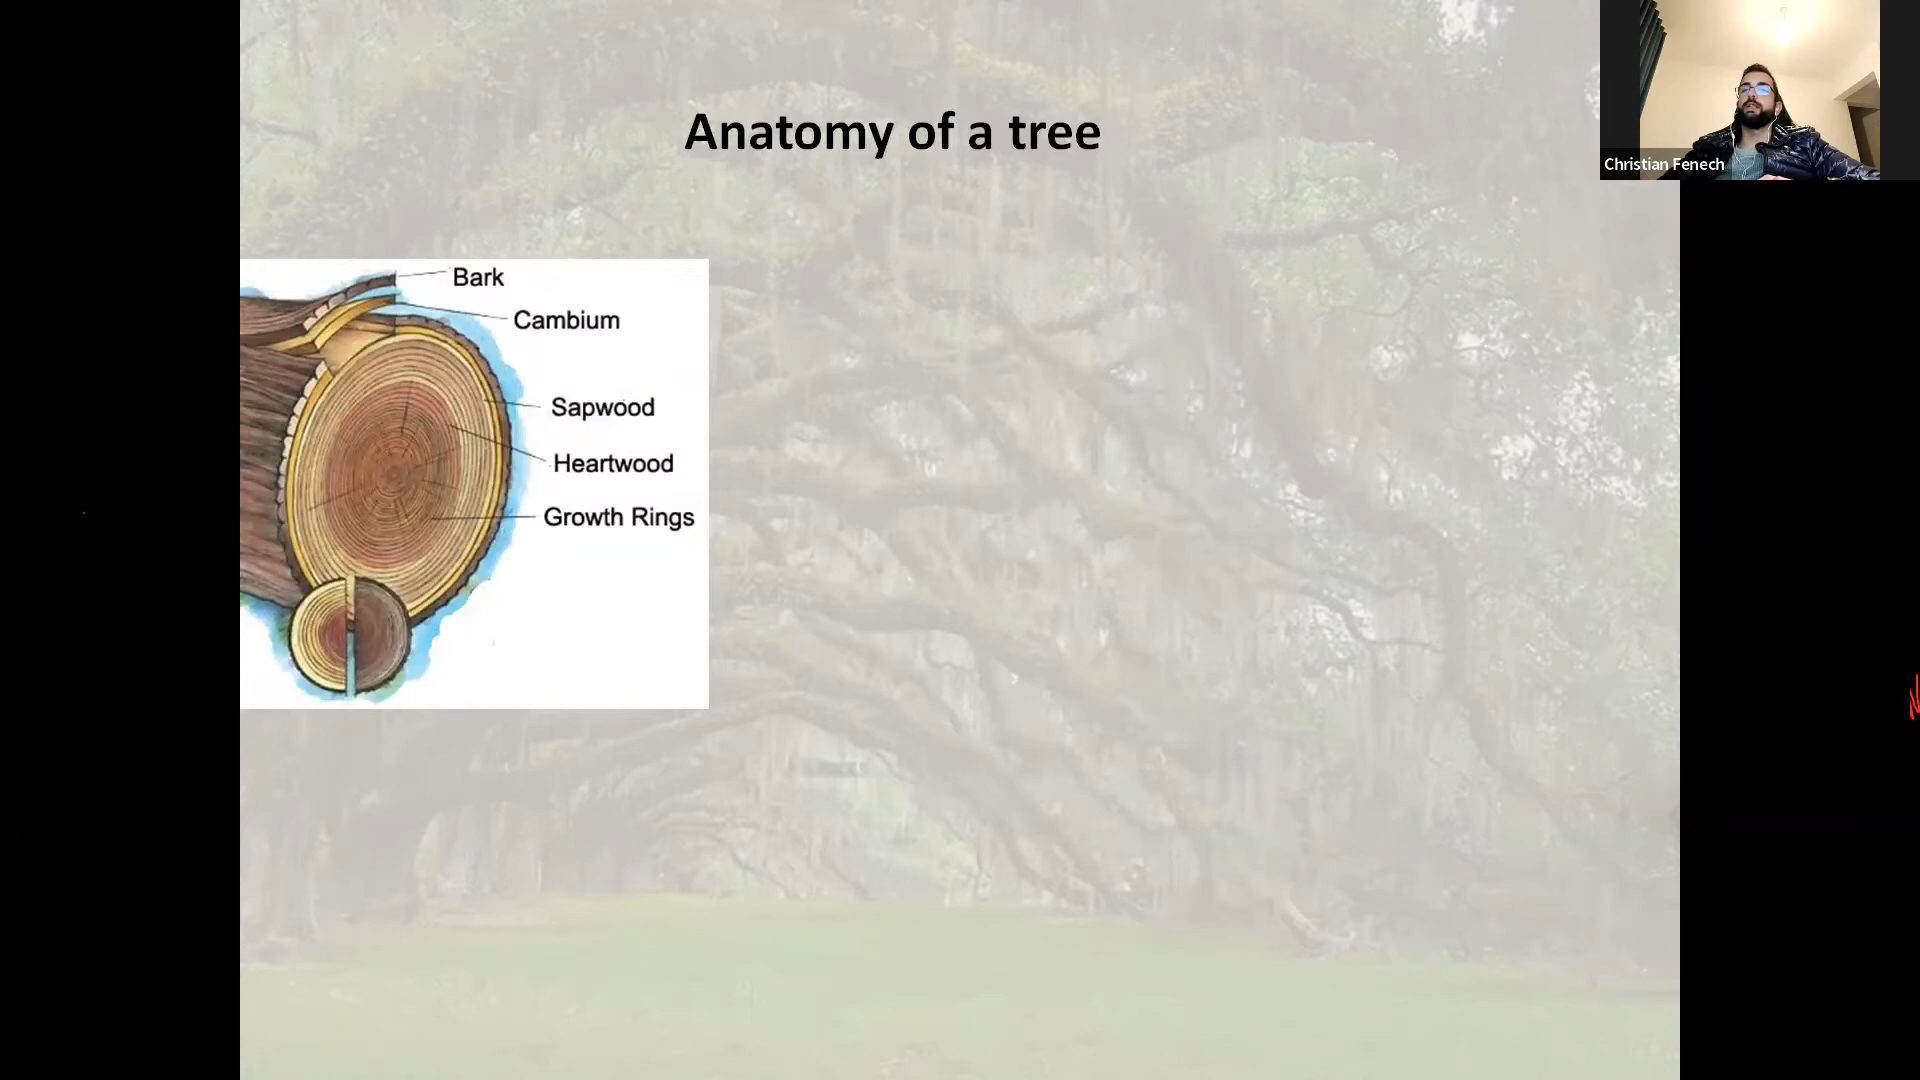 Anatomy of a tree
Christian Fenech
Bark
Cambium
Sapwood
Heartwood
Growth Rings